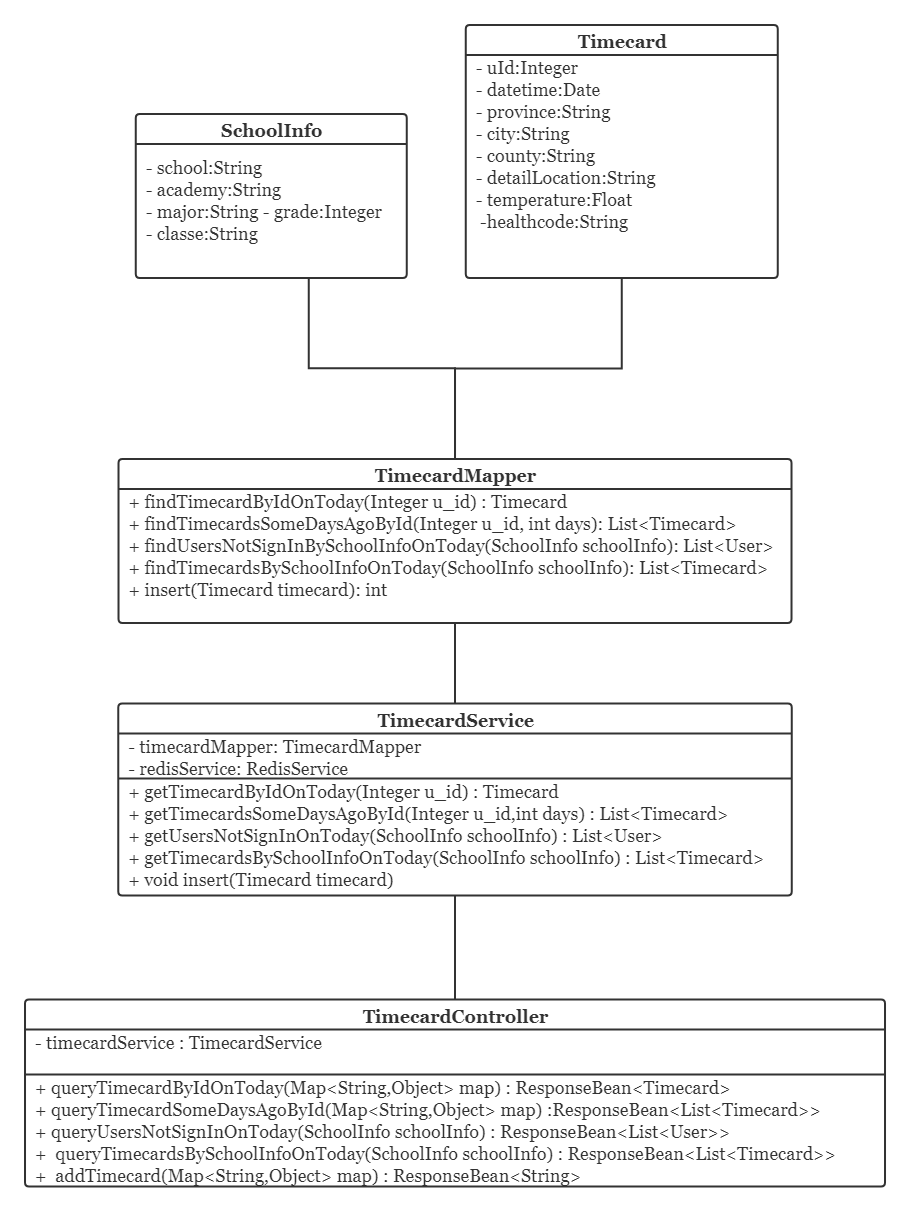 Timecard
- uId:Integer
- datetime:Date
- province:String
- city:String
- county:String
- detailLocation:String
- temperature:Float
-healthcode:String
SchoolInfo
- school:String
- academy:String
- major:String - grade:Integer
- classe:String
TimecardMapper
+ findTimecardByIdOnToday(Integer u_id) : Timecard
+ findTimecardsSomeDaysAgoById(Integer u_id, int days): List<Timecard>
+ findUsersNotSignInBySchoolInfoOnToday(SchoolInfo schoolInfo): List<User>
+ findTimecardsBySchoolInfoOnToday(SchoolInfo schoolInfo): List<Timecard>
+ insert(Timecard timecard): int
TimecardService
- timecardMapper: TimecardMapper
- redisService: RedisService
+ getTimecardByIdOnToday(Integer u_id) : Timecard
+ getTimecardsSomeDaysAgoById(Integer u_id,int days) : List<Timecard>
+ getUsersNotSignInOnToday(SchoolInfo schoolInfo) : List<User>
+ getTimecardsBySchoolInfoOnToday(SchoolInfo schoolInfo) : List<Timecard>
+ void insert(Timecard timecard)
TimecardController
- timecardService : TimecardService
+ queryTimecardByIdOnToday(Map<String,Object> map) : ResponseBean<Timecard>
+ queryTimecardSomeDaysAgoById(Map<String,Object> map) :ResponseBean<List<Timecard>>
+ queryUsersNotSignInOnToday(SchoolInfo schoolInfo) : ResponseBean<List<User>>
+ queryTimecardsBySchoolInfoOnToday(SchoolInfo schoolInfo) : ResponseBean<List<Timecard>>
+ addTimecard(Map<String,Object> map) : ResponseBean<String>